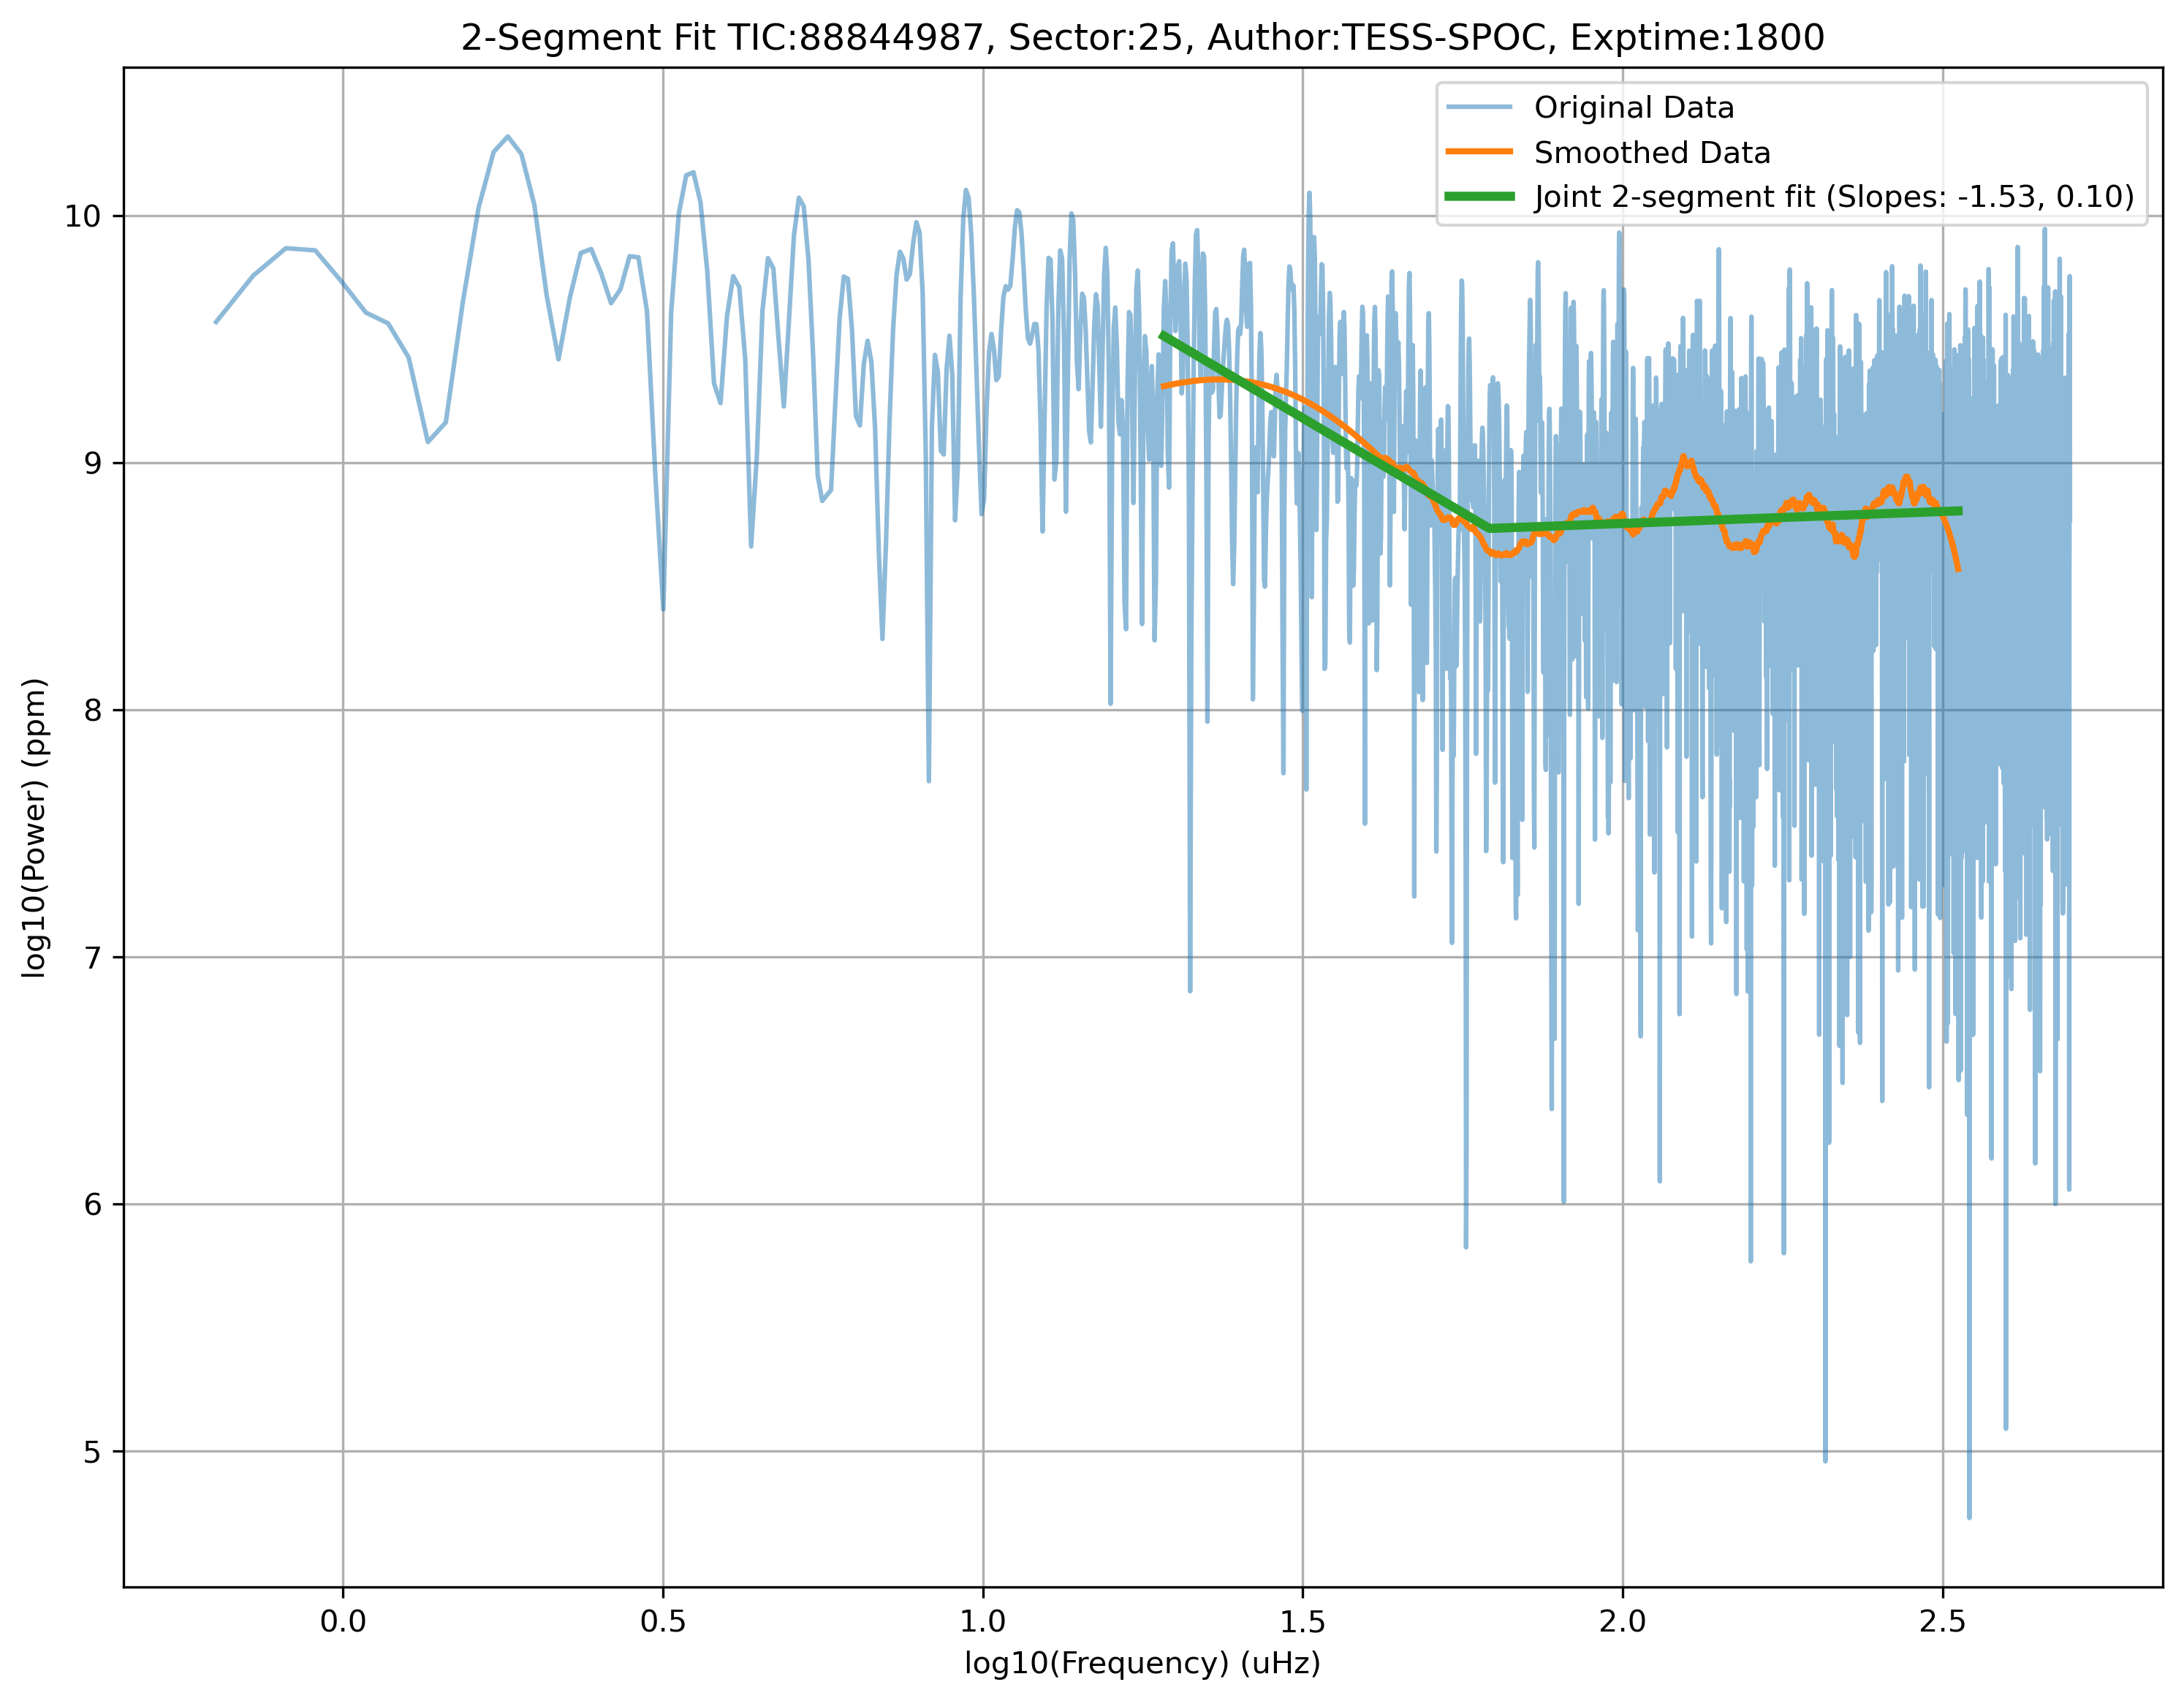 2-Segment Fit TIC:88844987, Sector:25, Author:TESS-SPOC, Exptime:1800
Original Data
Smoothed Data
Joint 2-segment fit (Slopes: -1.53, 0.10)
log10(Power) (ppm)
10
9
8
7
6
5
0.0 0.5 1.0 1.5 2.0 2.5
log10(Frequency) (uHz)